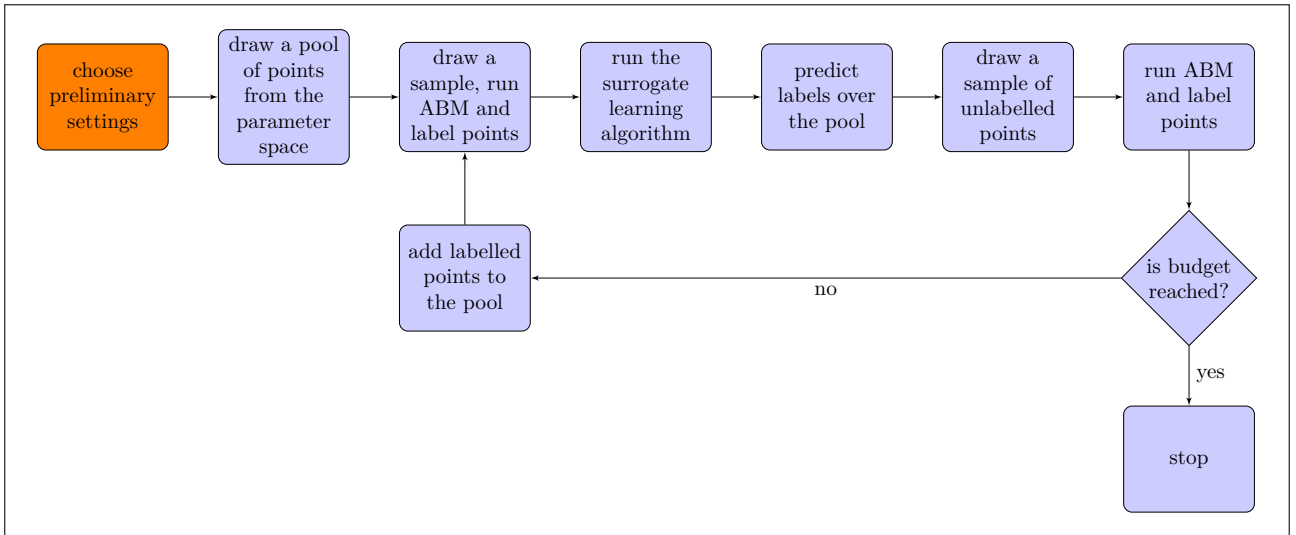 choose
preliminary
settings
draw a pool
of points
from the
parameter
space
draw a
sample, run
ABM and
label points
run the
surrogate
learning
algorithm
predict
labels over
the pool
draw a
sample of
unlabelled
points
run ABM
and label
points
add labelled
points to
the pool
no
is budget
reached?
yes
stop